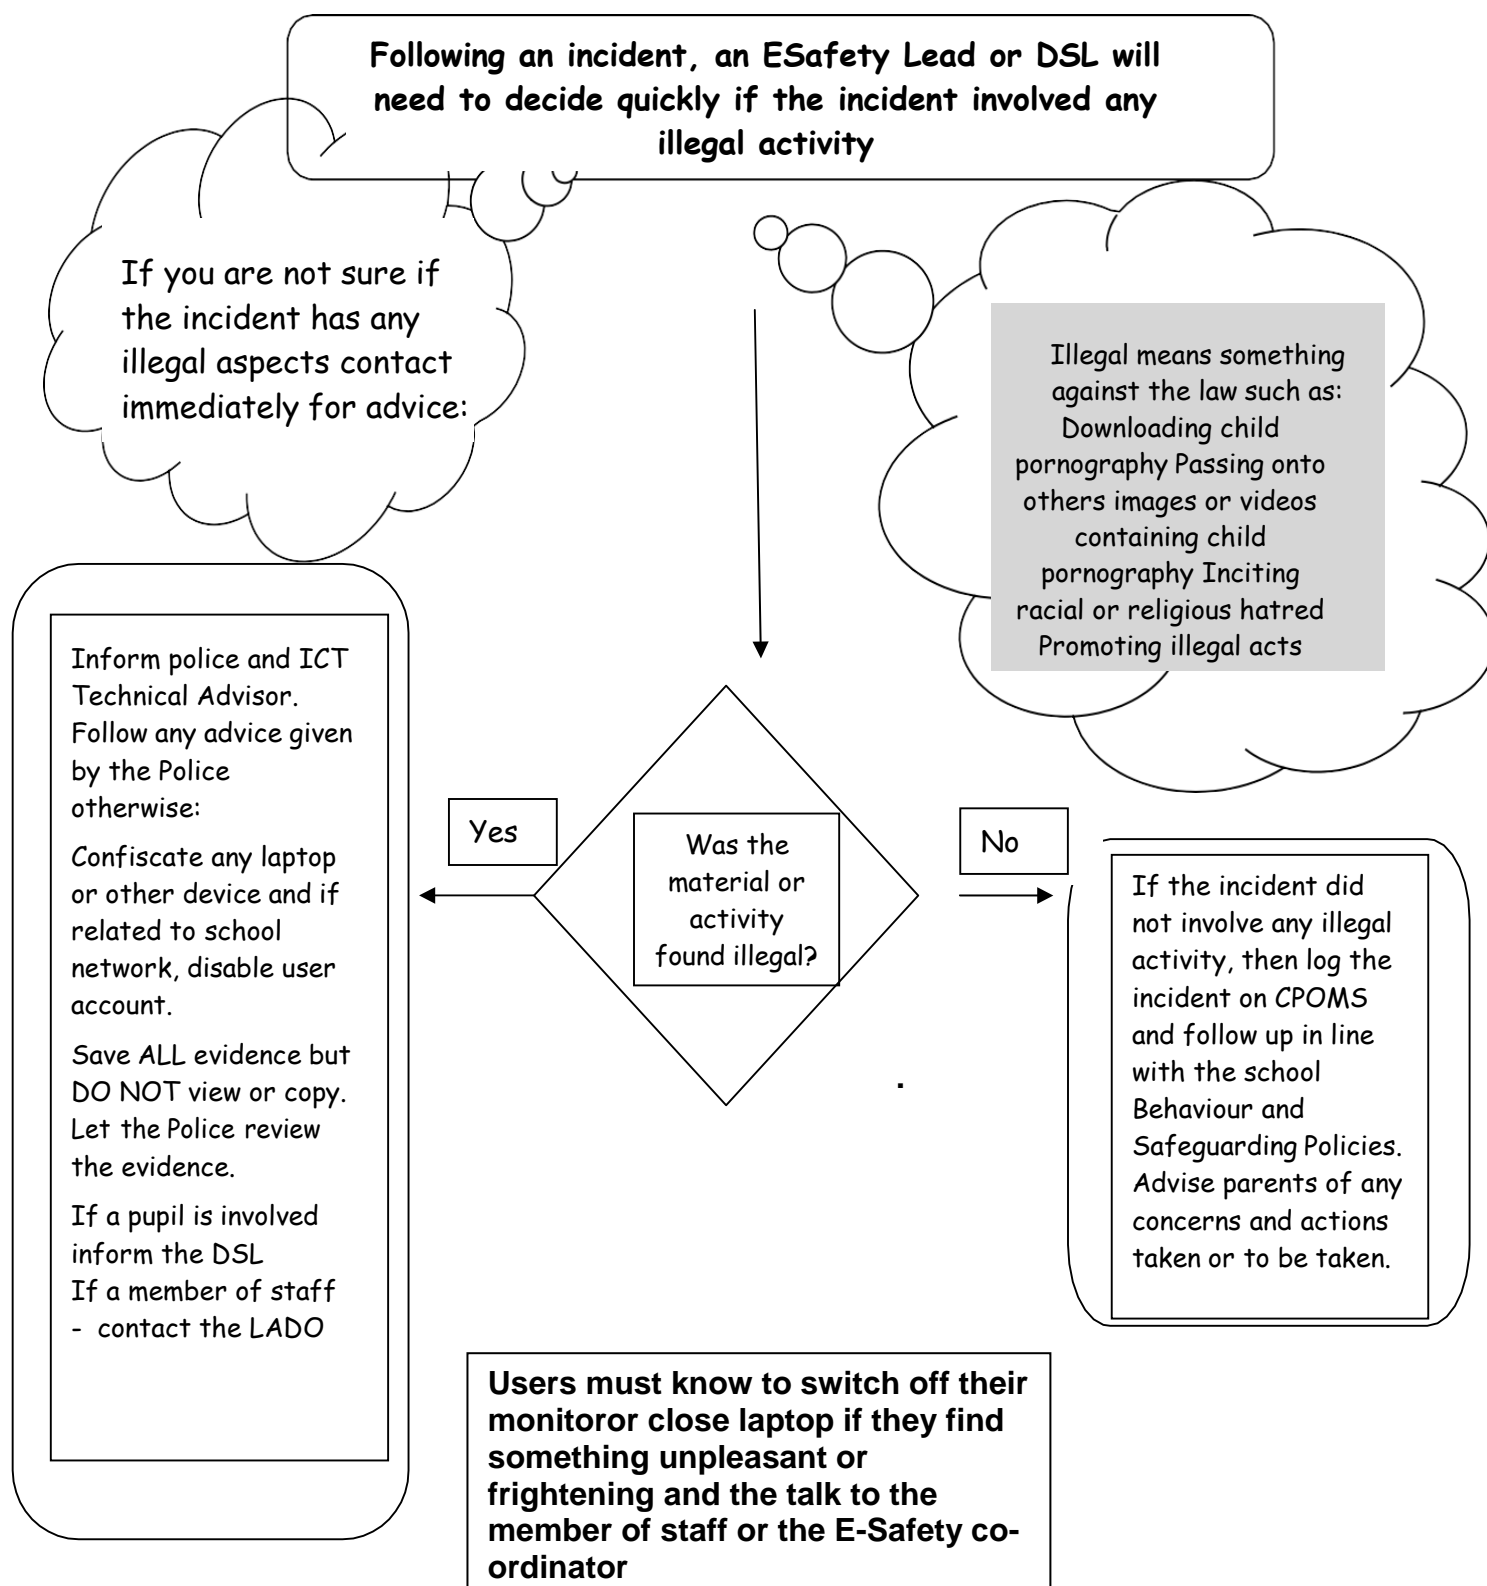 Following an incident, an ESafety Lead or DSL will
need to decide quickly if the incident involved any
illegal activity
If you are not sure if
the incident has any
illegal aspects contact
immediately for advice:
Illegal means something
against the law such as:
Downloading child
pornography Passing onto
others images or videos
containing child
pornography Inciting
racial or religious hatred
Promoting illegal acts
Inform police and ICT
Technical Advisor.
Follow any advice given
by the Police
otherwise:
Confiscate any laptop
or other device and if
related to school
network, disable user
account.
Save ALL evidence but
DO NOT view or copy.
Let the Police review
the evidence.
If a pupil is involved
inform the DSL
If a member of staff
- contact the LADO
Yes
Was the
material or
activity
found illegal?
No
.
If the incident did
not involve any illegal
activity, then log the
incident on CPOMS
and follow up in line
with the school
Behaviour and
Safeguarding Policies.
Advise parents of any
concerns and actions
taken or to be taken.
Users must know to switch off their
monitoror close laptop if they find
something unpleasant or
frightening and the talk to the
member of staff or the E-Safety co-
ordinator